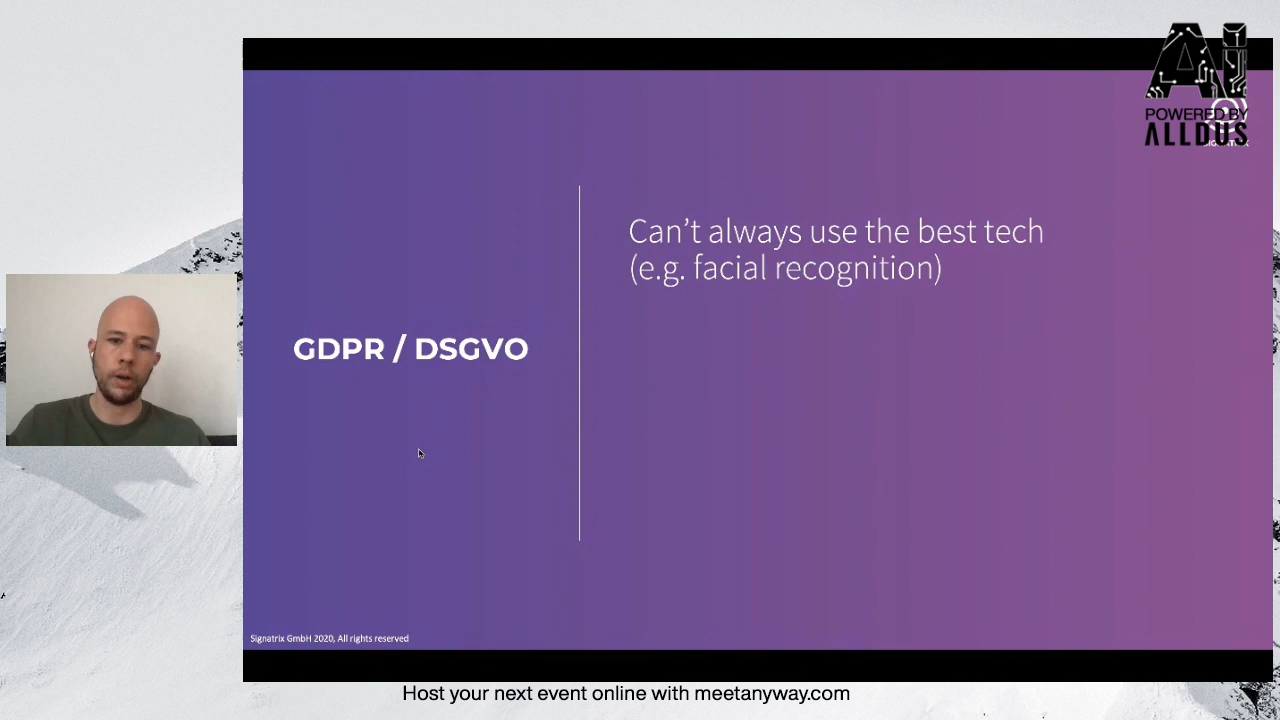 Ai
POWERED BY
ALLDUS
Can't always use the best tech
(e.g. facial recognition)
GDPR / DSGVO
Signatrix GmbH 2020, All rights reserved
Host your next event online with meetanyway.com